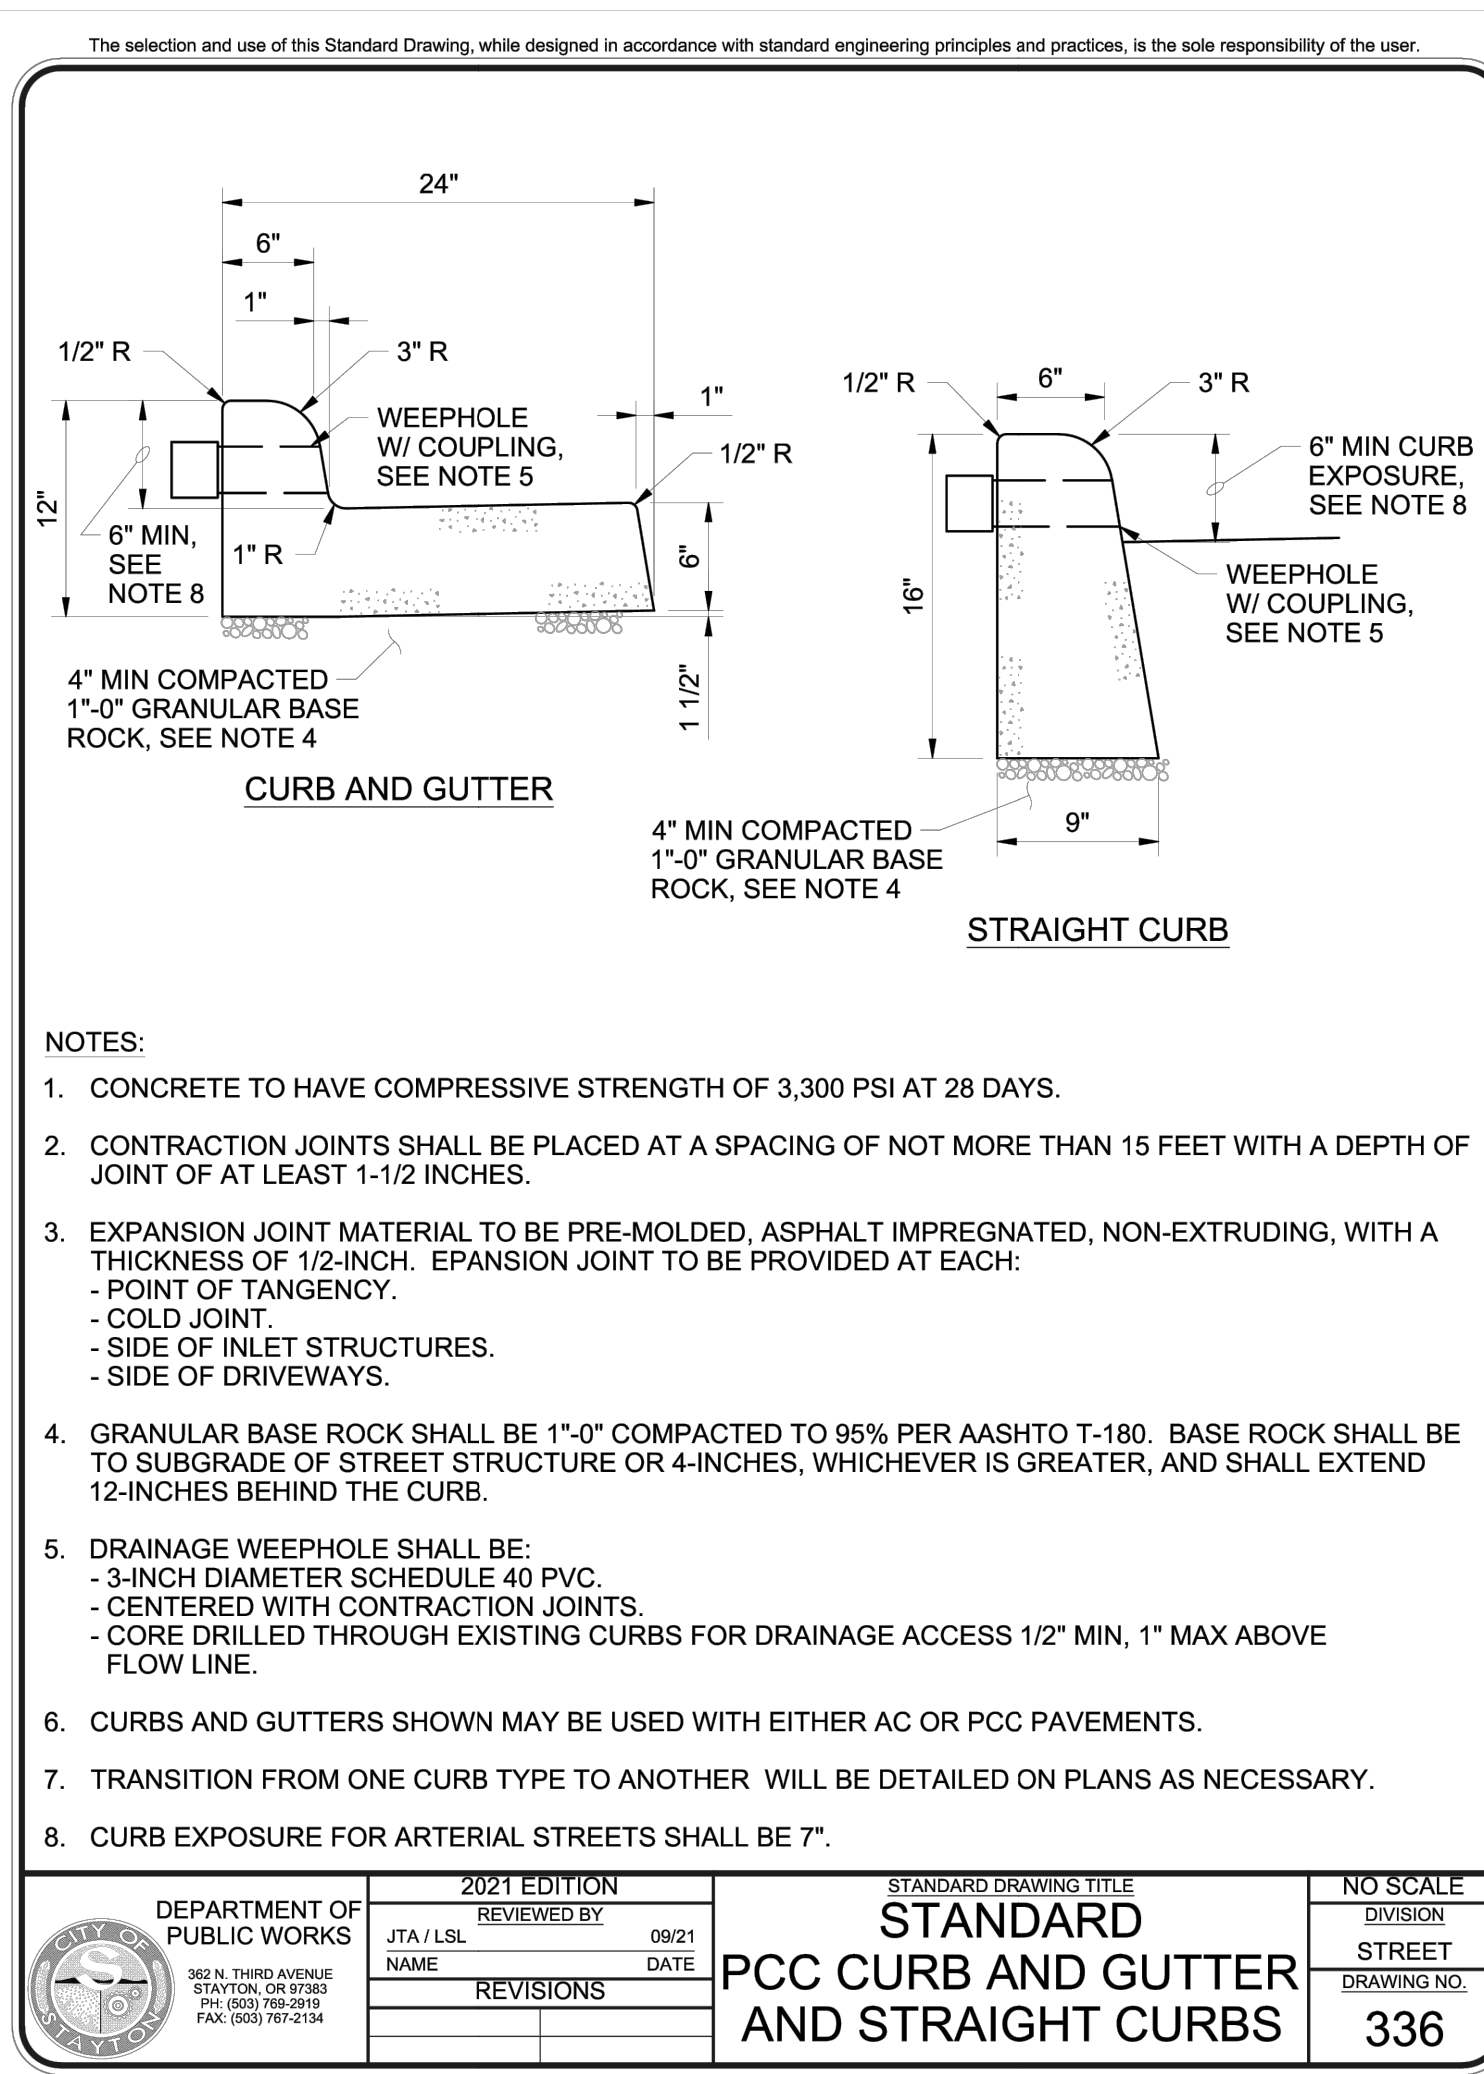 The selection and use of this Standard Drawing, while designed in accordance with standard engineering principles and practices, is the sole responsibility of the user.
24"
6"
1"
1/2" R
3" R
WEEPHOLE
W/ COUPLING,
SEE NOTE 5
1"
1/2" R
12"
6" MIN,
SEE
NOTE 8
1" R
6"
1 1/2"
4" MIN COMPACTED
1"-0" GRANULAR BASE
ROCK, SEE NOTE 4
CURB AND GUTTER
1/2" R
6"
3" R
6" MIN CURB
EXPOSURE,
SEE NOTE 8
16"
WEEPHOLE
W/ COUPLING,
SEE NOTE 5
9"
4" MIN COMPACTED
1"-0" GRANULAR BASE
ROCK, SEE NOTE 4
STRAIGHT CURB
NOTES:
1. CONCRETE TO HAVE COMPRESSIVE STRENGTH OF 3,300 PSI AT 28 DAYS.
2. CONTRACTION JOINTS SHALL BE PLACED AT A SPACING OF NOT MORE THAN 15 FEET WITH A DEPTH OF
JOINT OF AT LEAST 1-1/2 INCHES.
3. EXPANSION JOINT MATERIAL TO BE PRE-MOLDED, ASPHALT IMPREGNATED, NON-EXTRUDING, WITH A
THICKNESS OF 1/2-INCH. EPANSION JOINT TO BE PROVIDED AT EACH:
- POINT OF TANGENCY.
- COLD JOINT.
- SIDE OF INLET STRUCTURES.
- SIDE OF DRIVEWAYS.
4. GRANULAR BASE ROCK SHALL BE 1"-0" COMPACTED TO 95% PER AASHTO T-180. BASE ROCK SHALL BE
TO SUBGRADE OF STREET STRUCTURE OR 4-INCHES, WHICHEVER IS GREATER, AND SHALL EXTEND
12-INCHES BEHIND THE CURB.
5. DRAINAGE WEEPHOLE SHALL BE:
- 3-INCH DIAMETER SCHEDULE 40 PVC.
- CENTERED WITH CONTRACTION JOINTS.
- CORE DRILLED THROUGH EXISTING CURBS FOR DRAINAGE ACCESS 1/2" MIN, 1" MAX ABOVE
FLOW LINE.
6. CURBS AND GUTTERS SHOWN MAY BE USED WITH EITHER AC OR PCC PAVEMENTS.
7. TRANSITION FROM ONE CURB TYPE TO ANOTHER WILL BE DETAILED ON PLANS AS NECESSARY.
8. CURB EXPOSURE FOR ARTERIAL STREETS SHALL BE 7".
CITY OF
S
STAYTON
DEPARTMENT OF
PUBLIC WORKS
362 N. THIRD AVENUE
STAYTON, OR 97383
PH: (503) 769-2919
FAX: (503) 767-2134
2021 EDITION
REVIEWED BY
JTA / LSL 09/21
NAME DATE
REVISIONS
STANDARD DRAWING TITLE
STANDARD
PCC CURB AND GUTTER
AND STRAIGHT CURBS
NO SCALE
DIVISION
STREET
DRAWING NO.
336